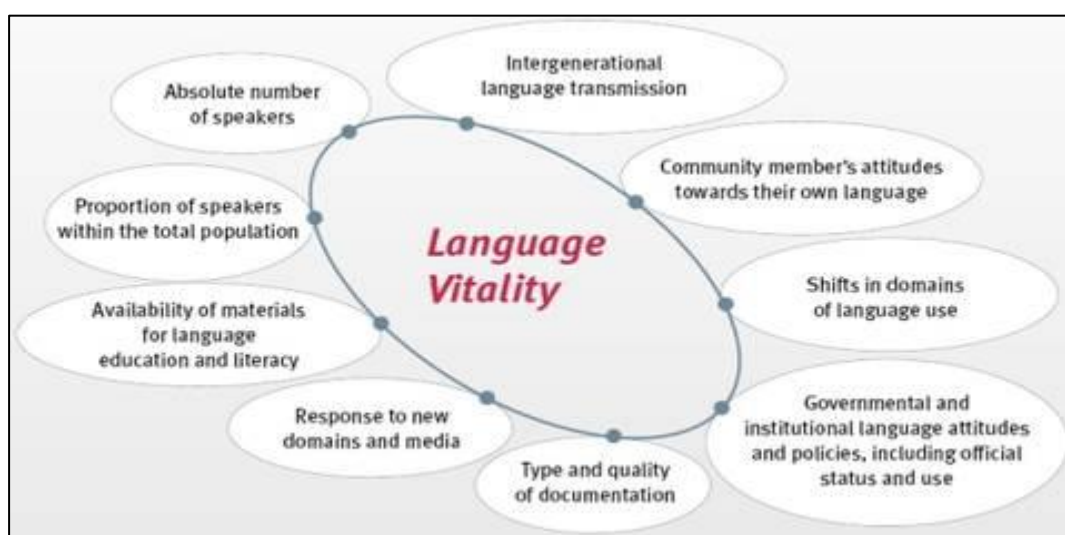 Intergenerational
language transmission
Absolute number
of speakers
Community member's attitudes
towards their own language
Proportion of speakers
within the total population
Language
Vitality
Shifts in domains
of language use
Availability of materials
for language
education and literacy
Governmental and
institutional language attitudes
and policies, including official
status and use
Response to new
domains and media
Type and quality
of documentation